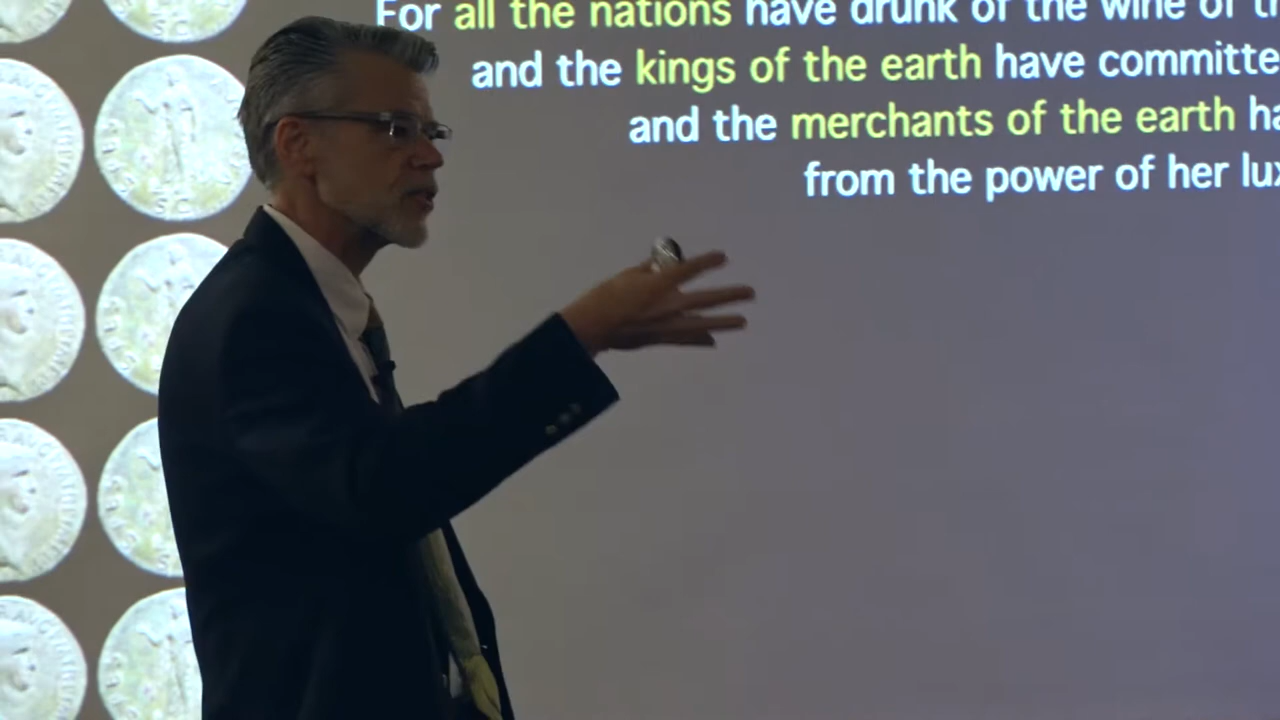 For all the nations have drunk of the wine of
and the kings of the earth have committe
and the merchants of the earth ha
from the power of her lux
S C
S C